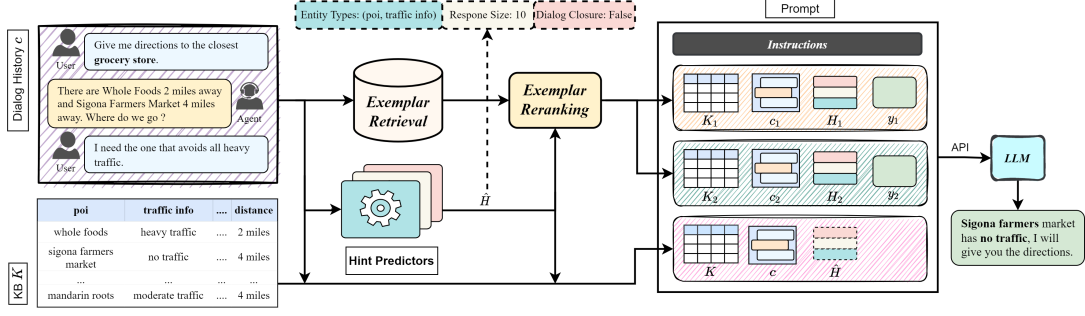 Dialog History c
Give me directions to the closest
grocery store.
User
There are Whole Foods 2 miles away
and Sigona Farmers Market 4 miles
away. Where do we go ?
Agent
I need the one that avoids all heavy
traffic.
User
KB K
poi traffic info .... distance
whole foods heavy traffic .... 2 miles
sigona farmers
market no traffic .... 4 miles
... ... ...
mandarin roots moderate traffic .... 4 miles
Entity Types: (poi, traffic info) Respone Size: 10 Dialog Closure: False
Exemplar
Retrieval
Exemplar
Reranking
Ĥ
Hint Predictors
Prompt
Instructions
K₁ c₁ H₁ y₁
K₂ c₂ H₂ y₂
K c Ĥ
API
LLM
Sigona farmers market
has no traffic, I will
give you the directions.